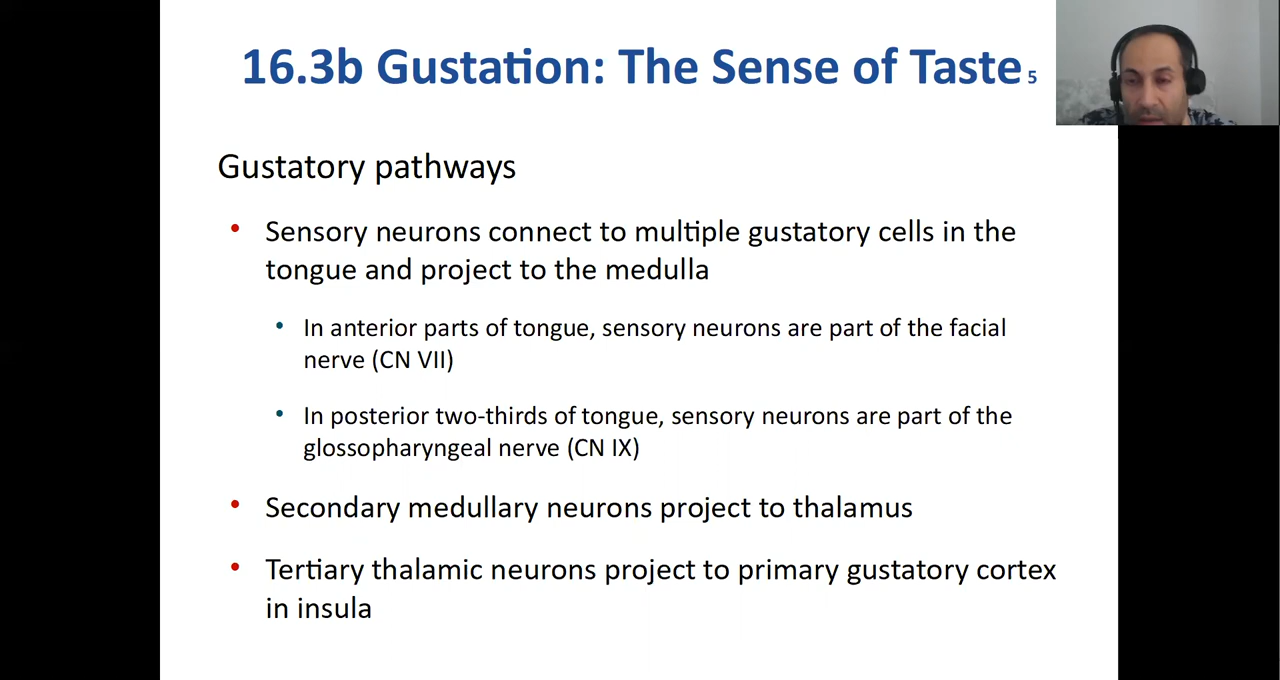 16.3b Gustation: The Sense of Taste 5
Gustatory pathways
• Sensory neurons connect to multiple gustatory cells in the
tongue and project to the medulla
• In anterior parts of tongue, sensory neurons are part of the facial
nerve (CN VII)
• In posterior two-thirds of tongue, sensory neurons are part of the
glossopharyngeal nerve (CN IX)
• Secondary medullary neurons project to thalamus
• Tertiary thalamic neurons project to primary gustatory cortex
in insula